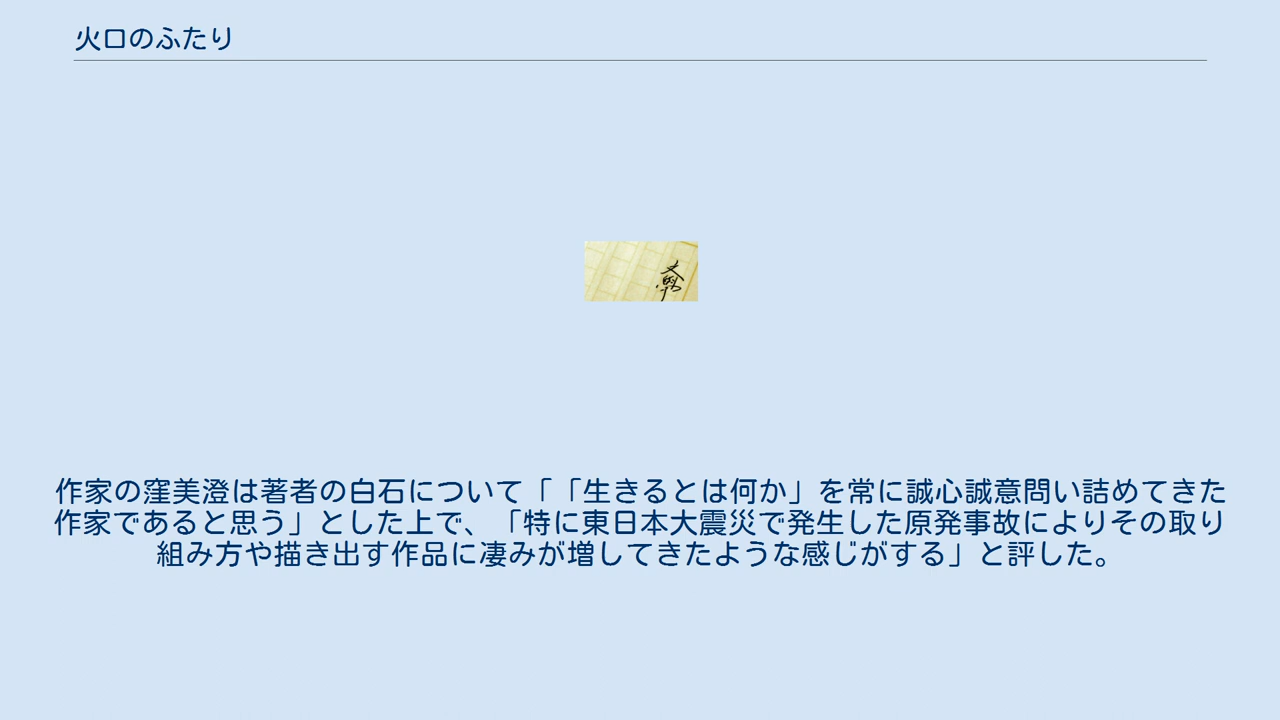 火口のふたり
作家の窪美澄は著者の白石について「「生きるとは何か」を常に誠心誠意問い詰めてきた
作家であると思う」とした上で、「特に東日本大震災で発生した原発事故によりその取り
組み方や描き出す作品に凄みが増してきたような感じがする」と評した。